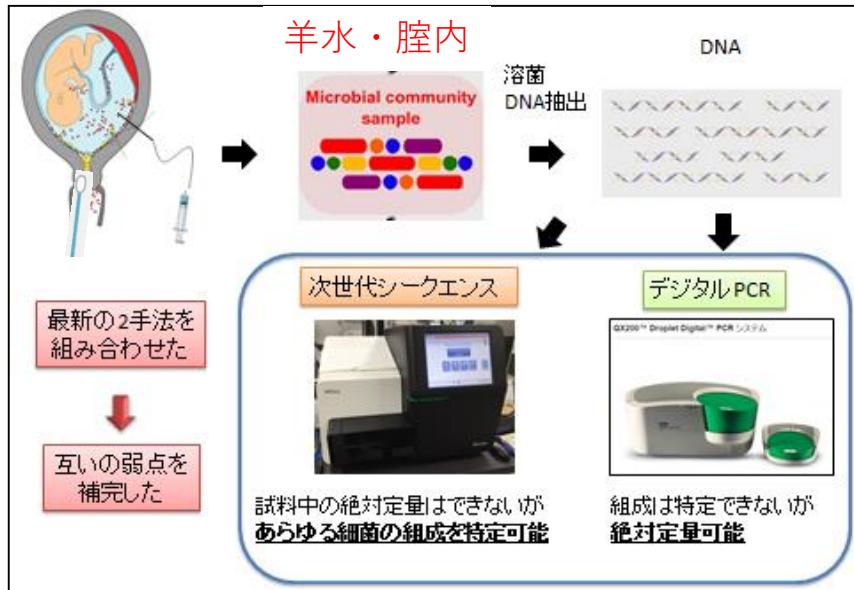 羊水・腟内
Microbial community
sample
溶菌
DNA抽出
DNA
次世代シークエンス
デジタルPCR
QX200™ Droplet Digital™ PCR システム
最新の2手法を
組み合わせた
互いの弱点を
補完した
試料中の絶対定量はできないが
あらゆる細菌の組成を特定可能
組成は特定できないが
絶対定量可能